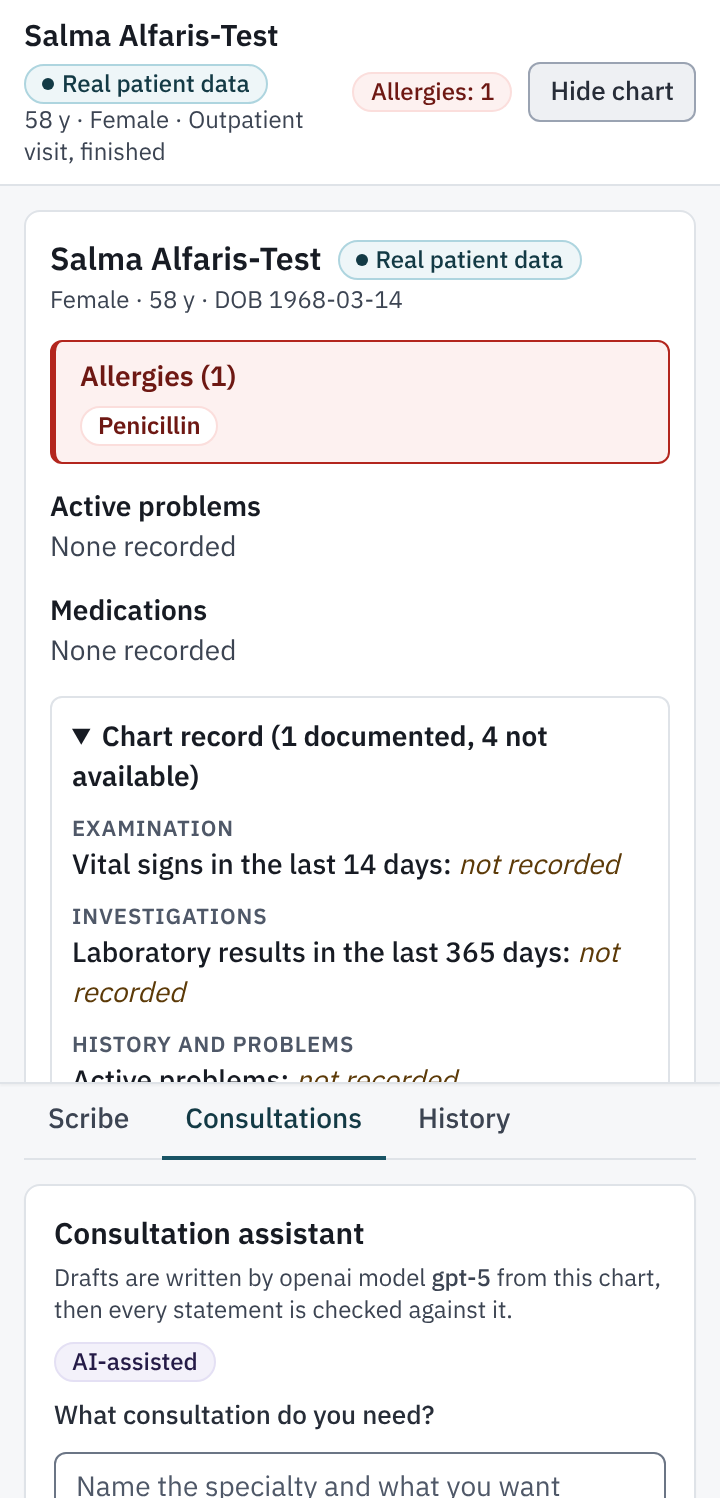 Salma Alfaris-Test
Real patient data
58 y · Female · Outpatient
visit, finished
Allergies: 1
Hide chart
Salma Alfaris-Test
Real patient data
Female · 58 y · DOB 1968-03-14
Allergies (1)
Penicillin
Active problems
None recorded
Medications
None recorded
▼ Chart record (1 documented, 4 not
available)
EXAMINATION
Vital signs in the last 14 days: not recorded
INVESTIGATIONS
Laboratory results in the last 365 days: not
recorded
HISTORY AND PROBLEMS
Active problems: not recorded
Scribe
Consultations
History
Consultation assistant
Drafts are written by openai model gpt-5 from this chart,
then every statement is checked against it.
AI-assisted
What consultation do you need?
Name the specialty and what you want